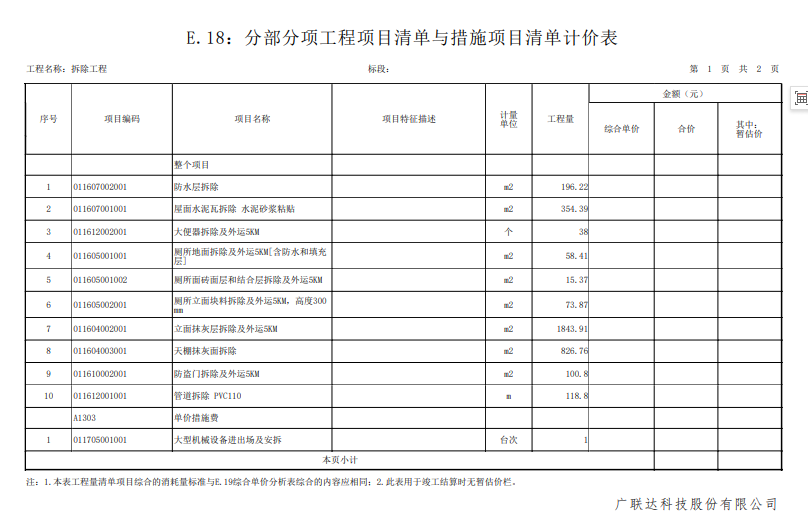 E.18：分部分项工程项目清单与措施项目清单计价表
工程名称：拆除工程 标段： 第 1 页 共 2 页
序号 项目编码 项目名称 项目特征描述 计量单位 工程量 金额（元）
综合单价 合价 其中：暂估价
整个项目
1 011607002001 防水层拆除 m2 196.22
2 011607001001 屋面水泥瓦拆除 水泥砂浆粘贴 m2 354.39
3 011612002001 大便器拆除及外运5KM 个 38
4 011605001001 厕所地面拆除及外运5KM[含防水和填充层] m2 58.41
5 011605001002 厕所面砖面层和结合层拆除及外运5KM m2 15.37
6 011605002001 厕所立面块料拆除及外运5KM，高度300mm m2 73.87
7 011604002001 立面抹灰层拆除及外运5KM m2 1843.91
8 011604003001 天棚抹灰面拆除 m2 826.76
9 011610002001 防盗门拆除及外运5KM m2 100.8
10 011612001001 管道拆除 PVC110 m 118.8
A1303 单价措施费
1 011705001001 大型机械设备进出场及安拆 台次 1
本页小计
注：1.本表工程量清单项目综合的消耗量标准与E.19综合单价分析表综合的内容应相同；2.此表用于竣工结算时无暂估价栏。
广联达科技股份有限公司